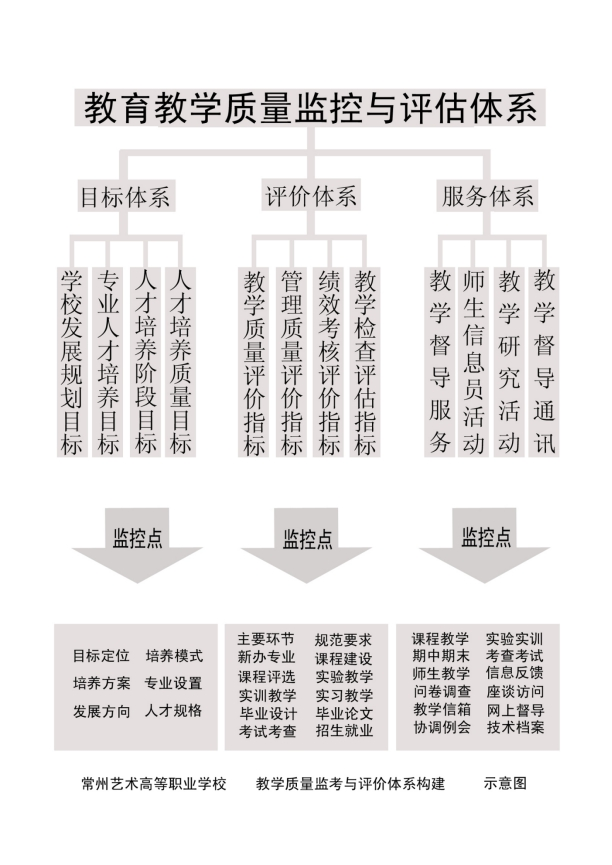 教育教学质量监控与评估体系
目标体系 评价体系 服务体系
学校发展规划目标
专业人才培养目标
人才培养阶段目标
人才培养质量目标
教学质量评价指标
管理质量评价指标
绩效考核评价指标
教学检查评估指标
教学督导服务
师生信息员活动
教学研究活动
教学督导通讯
监控点 监控点 监控点
目标定位 培养模式
培养方案 专业设置
发展方向 人才规格
主要环节 规范要求
新办专业 课程建设
课程评选 实验教学
实训教学 实习教学
毕业设计 毕业论文
考试考查 招生就业
课程教学 实验实训
期中期末 考查考试
师生教学 信息反馈
问卷调查 座谈访问
教学信箱 网上督导
协调例会 技术档案
常州艺术高等职业学校 教学质量监考与评价体系构建 示意图